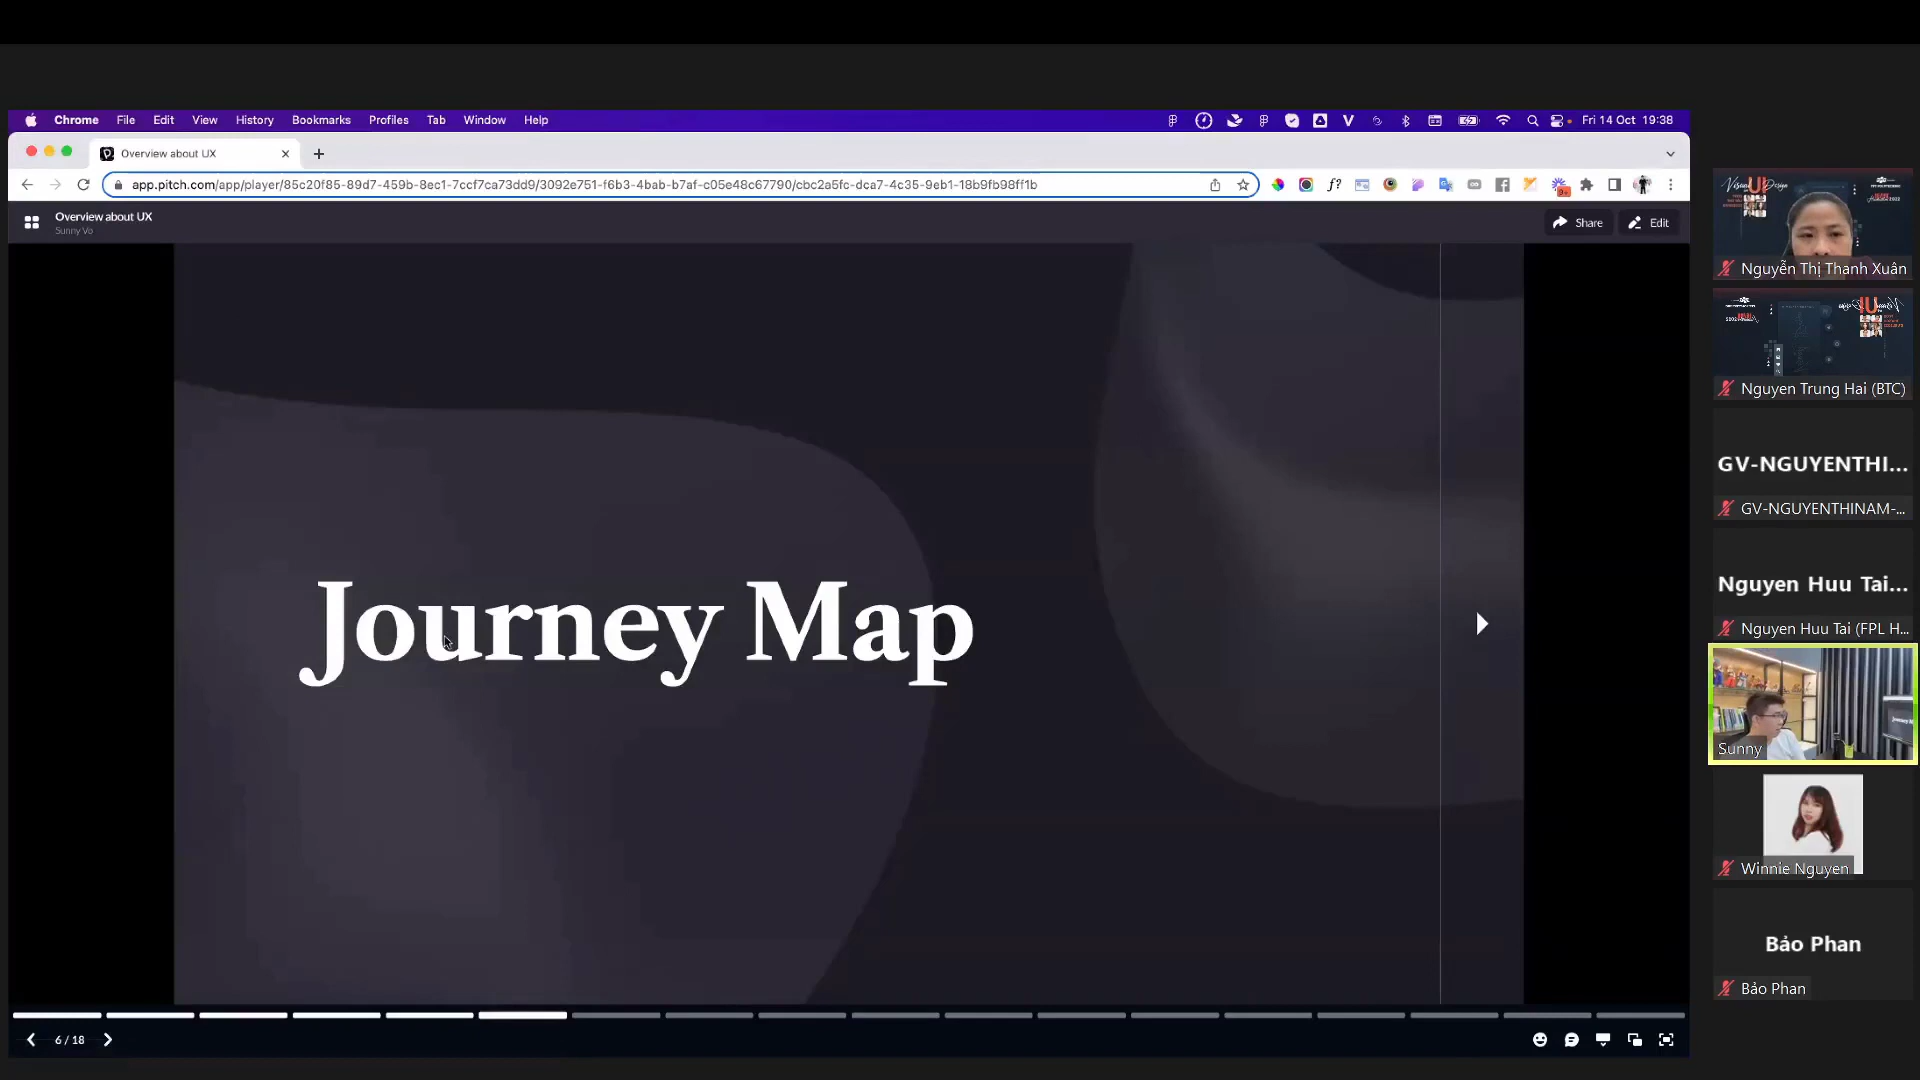 Chrome File Edit View History Bookmarks Profiles Tab Window Help Fri 14 Oct 19:38
Overview about UX
app.pitch.com/app/player/85c20f85-89d7-459b-8ec1-7ccf7ca73dd9/3092e751-f6b3-4bab-b7af-c05e48c67790/cbc2a5fc-dca7-4c35-9eb1-18b9fb98ff1b
Overview about UX
Sunny Vo
Share Edit
Journey Map
6 / 18
Nguyễn Thị Thanh Xuân
Nguyen Trung Hai (BTC)
GV-NGUYENTHI...
GV-NGUYENTHINAM-...
Nguyen Huu Tai...
Nguyen Huu Tai (FPL H...
Sunny
Winnie Nguyen
Bảo Phan
Bảo Phan